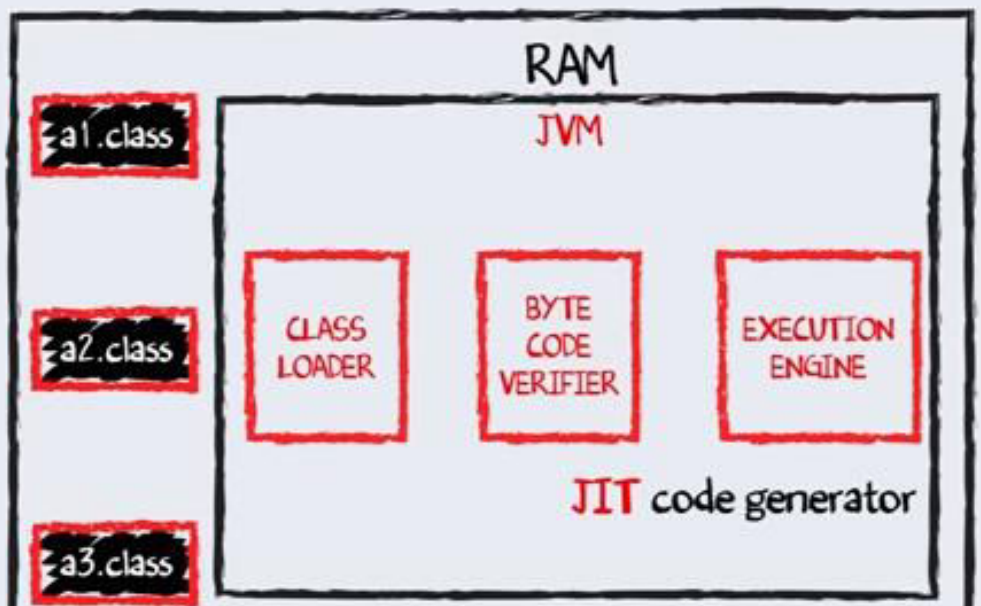 RAM
JVM
a1.class
a2.class
a3.class
CLASS
LOADER
BYTE
CODE
VERIFIER
EXECUTION
ENGINE
JIT code generator